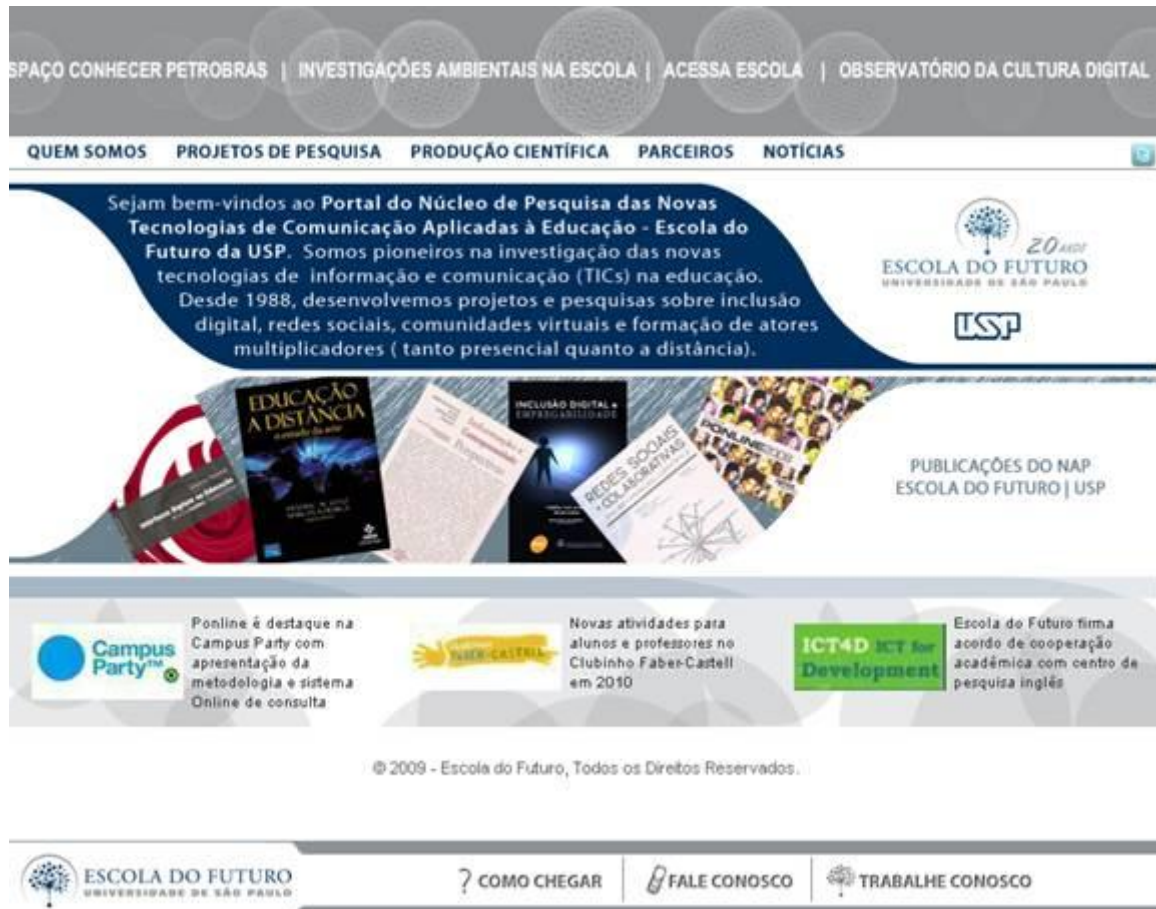 SPAÇO CONHECER PETROBRAS | INVESTIGAÇÕES AMBIENTAIS NA ESCOLA | ACESSA ESCOLA | OBSERVATÓRIO DA CULTURA DIGITAL
QUEM SOMOS PROJETOS DE PESQUISA PRODUÇÃO CIENTÍFICA PARCEIROS NOTÍCIAS
Sejam bem-vindos ao Portal do Núcleo de Pesquisa das Novas
Tecnologias de Comunicação Aplicadas à Educação - Escola do
Futuro da USP. Somos pioneiros na investigação das novas
tecnologias de informação e comunicação (TICs) na educação.
Desde 1988, desenvolvemos projetos e pesquisas sobre inclusão
digital, redes sociais, comunidades virtuais e formação de atores
multiplicadores ( tanto presencial quanto a distância).
20 ANOS
ESCOLA DO FUTURO
UNIVERSIDADE DE SÃO PAULO
USP
EDUCAÇÃO
A DISTÂNCIA
INCLUSÃO DIGITAL e
EMPREGABILIDADE
REDES SOCIAIS
COLABORATIVAS
PONLINE2008
PUBLICAÇÕES DO NAP
ESCOLA DO FUTURO | USP
Campus
Party™
Ponline é destaque na
Campus Party com
apresentação da
metodologia e sistema
Online de consulta
FABER-CASTELL
Novas atividades para
alunos e professores no
Clubinho Faber-Castell
em 2010
ICT4D ICT for
Development
Escola do Futuro firma
acordo de cooperação
acadêmica com centro de
pesquisa inglês
© 2009 - Escola do Futuro, Todos os Direitos Reservados.
ESCOLA DO FUTURO
UNIVERSIDADE DE SÃO PAULO
? COMO CHEGAR
FALE CONOSCO
TRABALHE CONOSCO